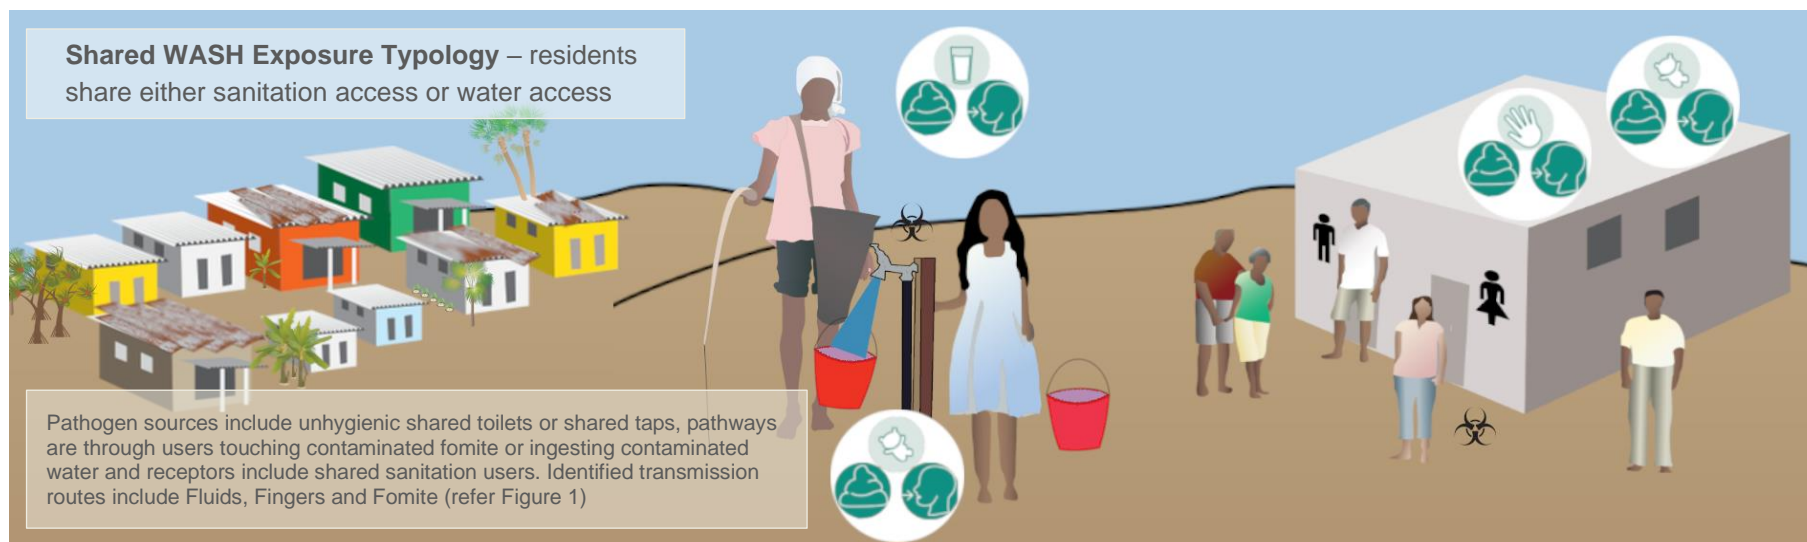 Shared WASH Exposure Typology – residents
share either sanitation access or water access
Pathogen sources include unhygienic shared toilets or shared taps, pathways
are through users touching contaminated fomite or ingesting contaminated
water and receptors include shared sanitation users. Identified transmission
routes include Fluids, Fingers and Fomite (refer Figure 1)